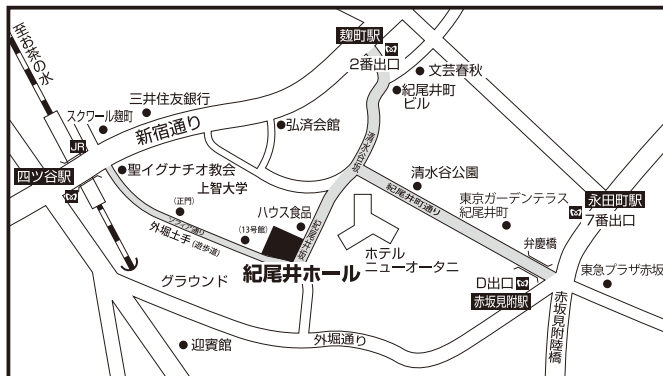 至お茶の水
麹町駅
2番出口
文芸春秋
三井住友銀行
紀尾井町
ビル
スクワール麹町
新宿通り
弘済会館
清水谷坂
JR
四ツ谷駅
聖イグナチオ教会
上智大学
清水谷公園
紀尾井町通り
東京ガーデンテラス
紀尾井町
永田町駅
7番出口
(正門)
ソフィア通り
外堀土手(遊歩道)
(13号館)
ハウス食品
紀尾井坂
ホテル
ニューオータニ
弁慶橋
グラウンド
紀尾井ホール
D出口
赤坂見附駅
東急プラザ赤坂
赤坂見附陸橋
外堀通り
迎賓館